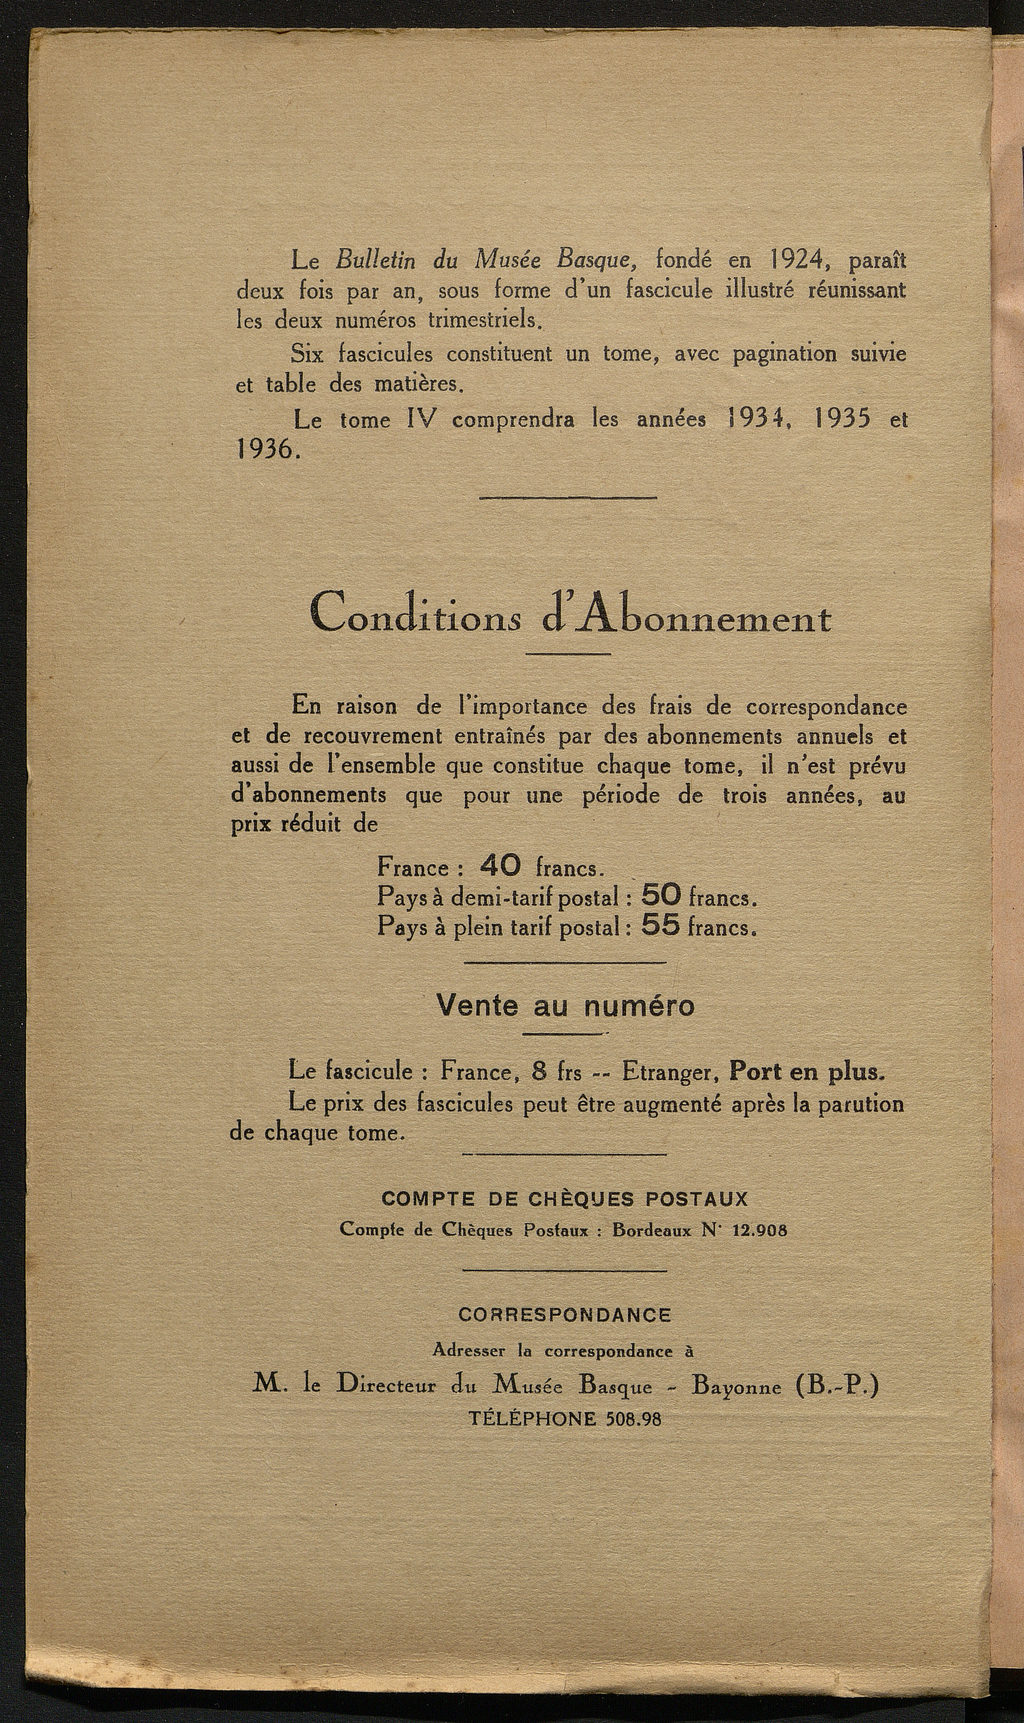 Le Bulletin du Musée Basque, fondé en 1924, paraît
deux fois par an, sous forme d'un fascicule illustré réunissant
les deux numéros trimestriels.
Six fascicules constituent un tome, avec pagination suivie
et table des matières.
Le tome IV comprendra les années 1934, 1935 et
1936.
Conditions d'Abonnement
En raison de l'importance des frais de correspondance
et de recouvrement entraînés par des abonnements annuels et
aussi de l'ensemble que constitue chaque tome, il n'est prévu
d'abonnements que pour une période de trois années, au
prix réduit de
France : 40 francs.
Pays à demi-tarif postal : 50 francs.
Pays à plein tarif postal : 55 francs.
Vente au numéro
Le fascicule : France, 8 frs -- Etranger, Port en plus.
Le prix des fascicules peut être augmenté après la parution
de chaque tome.
COMPTE DE CHÈQUES POSTAUX
Compte de Chèques Postaux : Bordeaux N° 12.908
CORRESPONDANCE
Adresser la correspondance à
M. le Directeur du Musée Basque - Bayonne (B.-P.)
TÉLÉPHONE 508.98